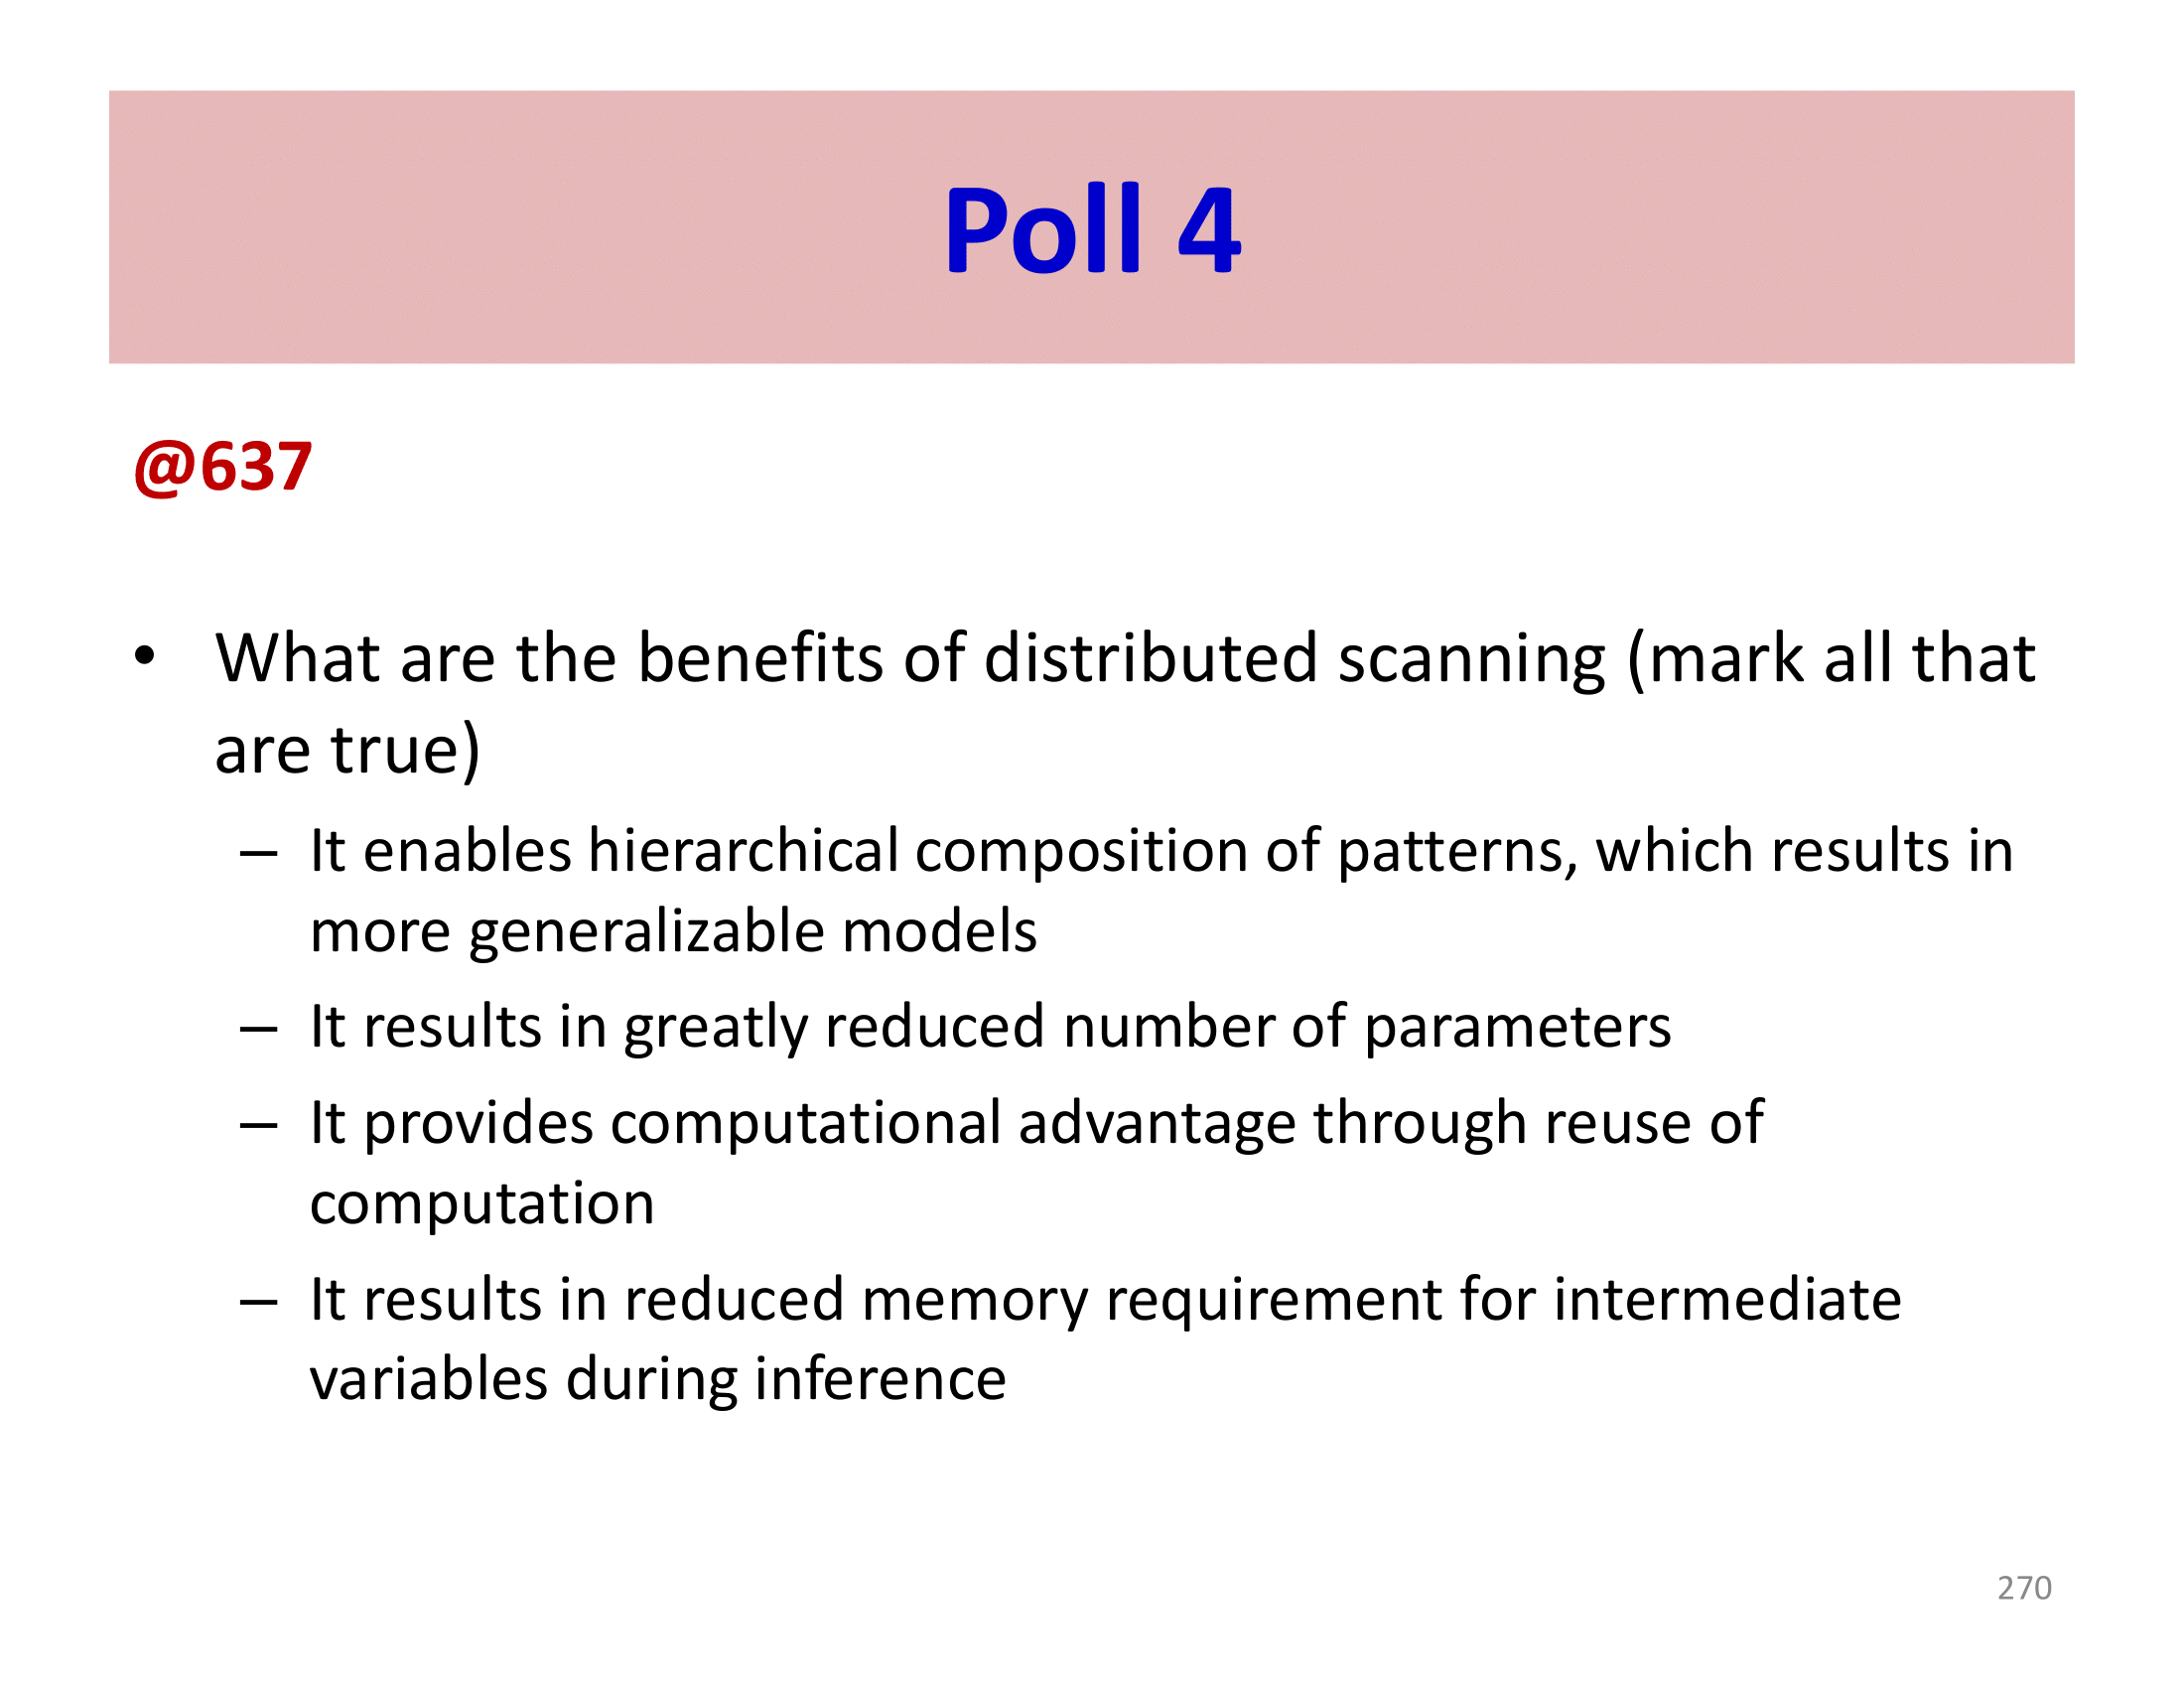 Poll 4
@637
• What are the benefits of distributed scanning (mark all that
are true)
– It enables hierarchical composition of patterns, which results in
more generalizable models
– It results in greatly reduced number of parameters
– It provides computational advantage through reuse of
computation
– It results in reduced memory requirement for intermediate
variables during inference
270